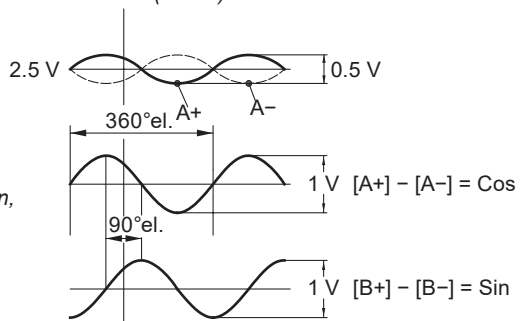 2.5 V
0.5 V
A+
A−
360°el.
1 V [A+] − [A−] = Cos
n,
90°el.
1 V [B+] − [B−] = Sin